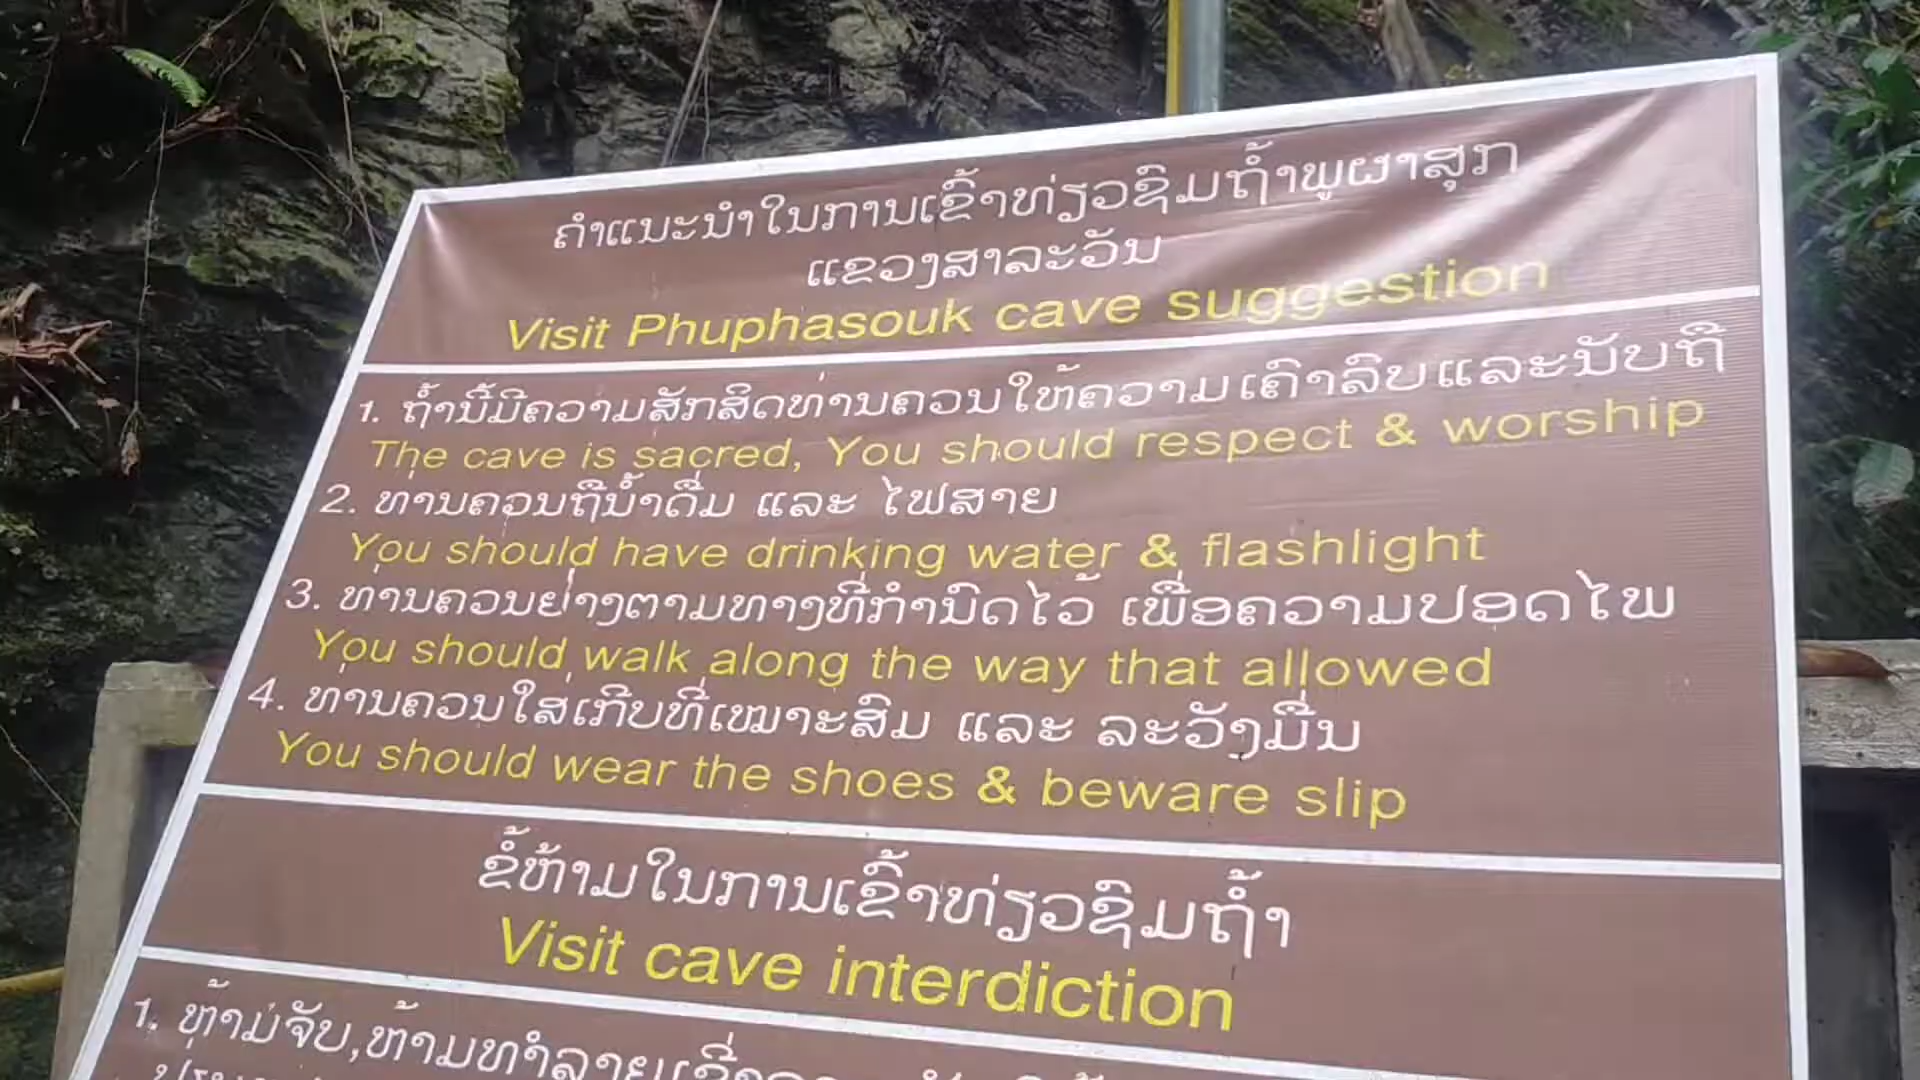 ຄຳແນະນຳໃນການເຂົ້າທ່ຽວຊົມຖ້ຳພູຜາສຸກ
ແຂວງສາລະວັນ
Visit Phuphasouk cave suggestion
1. ຖ້ຳນີ້ມີຄວາມສັກສິດທ່ານຄວນໃຫ້ຄວາມເຄົາລົບແລະນັບຖື
The cave is sacred, You should respect & worship
2. ທ່ານຄວນຖືນ້ຳດື່ມ ແລະ ໄຟສາຍ
You should have drinking water & flashlight
3. ທ່ານຄວນຍ່າງຕາມທາງທີ່ກຳນົດໄວ້ ເພື່ອຄວາມປອດໄພ
You should walk along the way that allowed
4. ທ່ານຄວນໃສ່ເກີບທີ່ເໝາະສົມ ແລະ ລະວັງມື່ນ
You should wear the shoes & beware slip
ຂໍ້ຫ້າມໃນການເຂົ້າທ່ຽວຊົມຖ້ຳ
Visit cave interdiction
1. ຫ້າມຈັບ,ຫ້າມທຳລາຍ